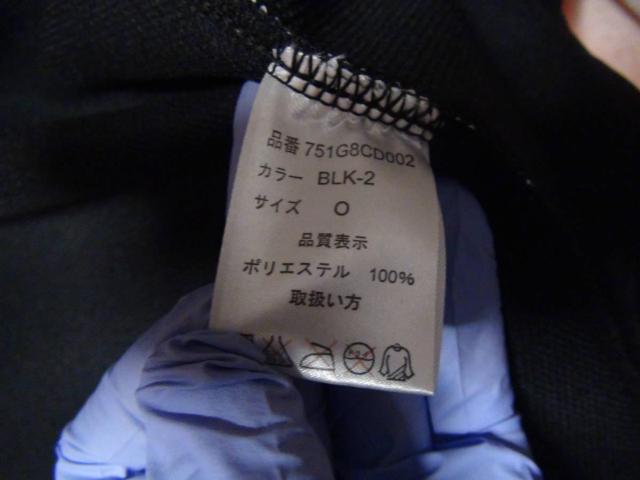 品番 751G8CD002
カラー BLK-2
サイズ O
品質表示
ポリエステル 100%
取扱い方